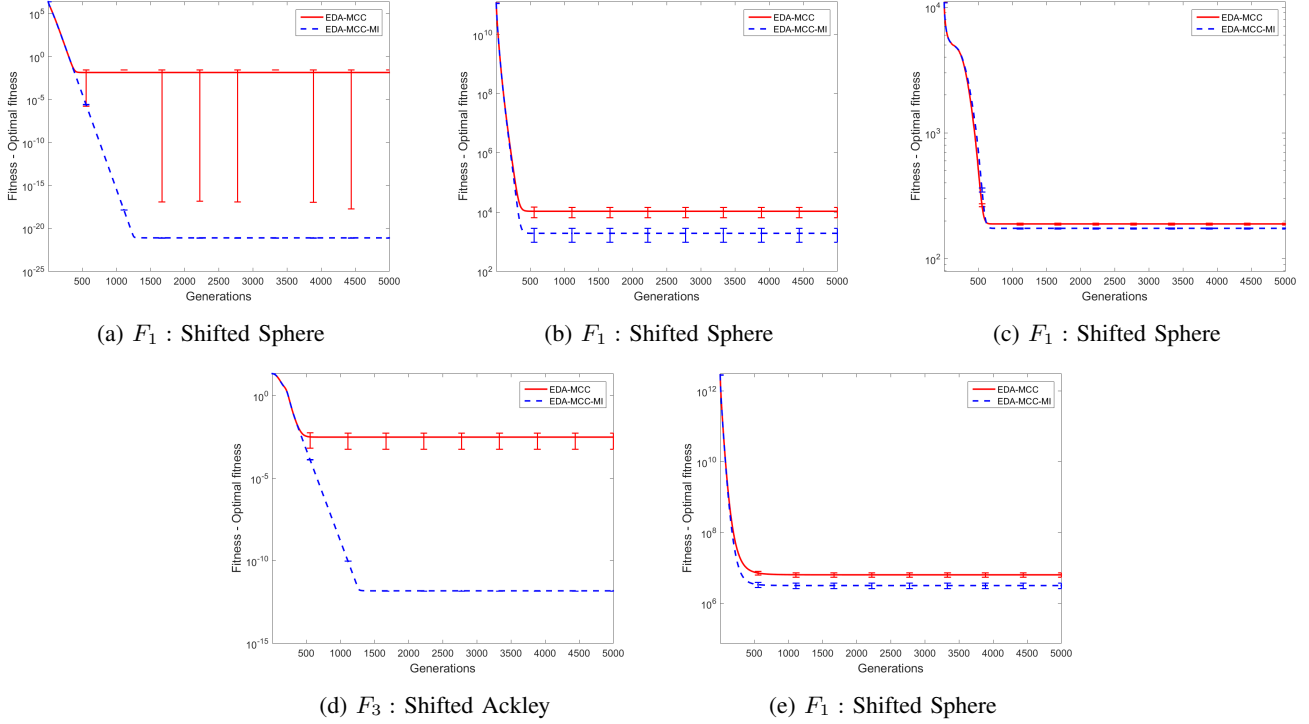 10^5
10^0
10^-5
10^-10
10^-15
10^-20
10^-25
500 1000 1500 2000 2500 3000 3500 4000 4500 5000
Generations
Fitness - Optimal fitness
EDA-MCC
EDA-MCC-MI
(a) F_1 : Shifted Sphere
10^10
10^8
10^6
10^4
10^2
500 1000 1500 2000 2500 3000 3500 4000 4500 5000
Generations
Fitness - Optimal fitness
EDA-MCC
EDA-MCC-MI
(b) F_1 : Shifted Sphere
10^4
10^3
10^2
500 1000 1500 2000 2500 3000 3500 4000 4500 5000
Generations
Fitness - Optimal fitness
EDA-MCC
EDA-MCC-MI
(c) F_1 : Shifted Sphere
10^0
10^-5
10^-10
10^-15
500 1000 1500 2000 2500 3000 3500 4000 4500 5000
Generations
Fitness - Optimal fitness
EDA-MCC
EDA-MCC-MI
(d) F_3 : Shifted Ackley
10^12
10^10
10^8
10^6
500 1000 1500 2000 2500 3000 3500 4000 4500 5000
Generations
Fitness - Optimal fitness
EDA-MCC
EDA-MCC-MI
(e) F_1 : Shifted Sphere